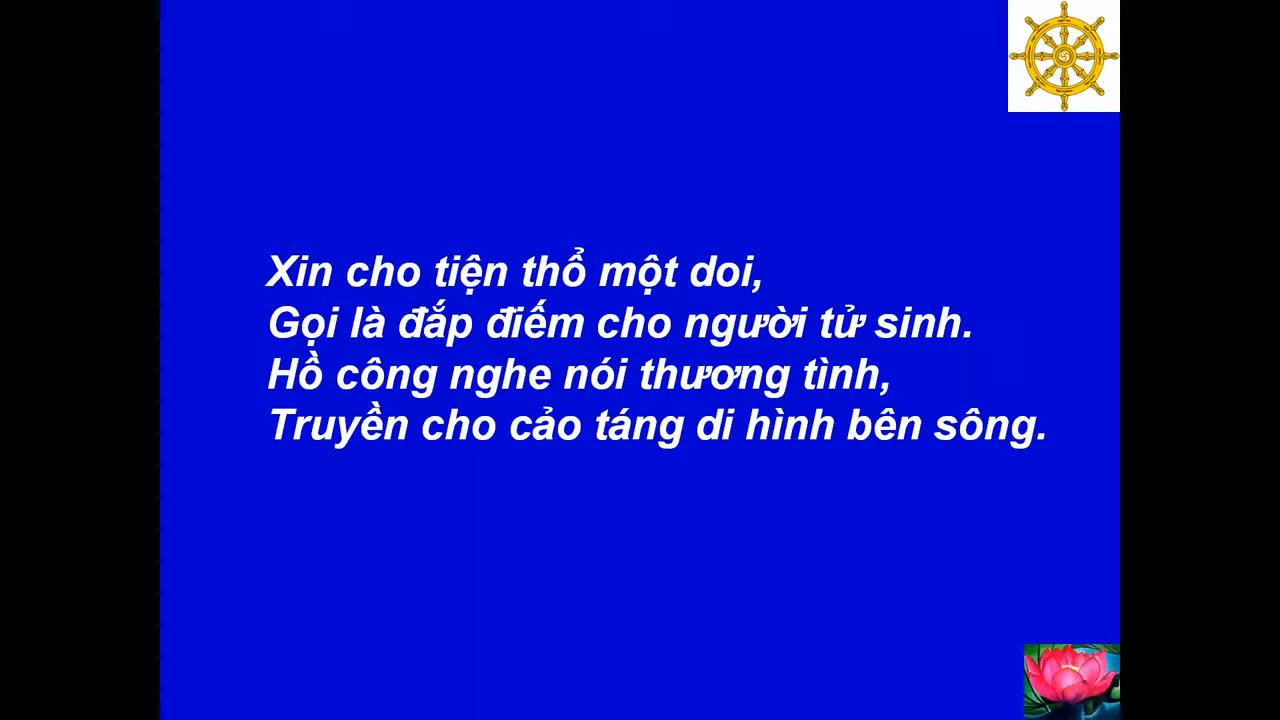 Xin cho tiện thổ một doi,
Gọi là đắp điếm cho người tử sinh.
Hồ công nghe nói thương tình,
Truyền cho cảo táng di hình bên sông.